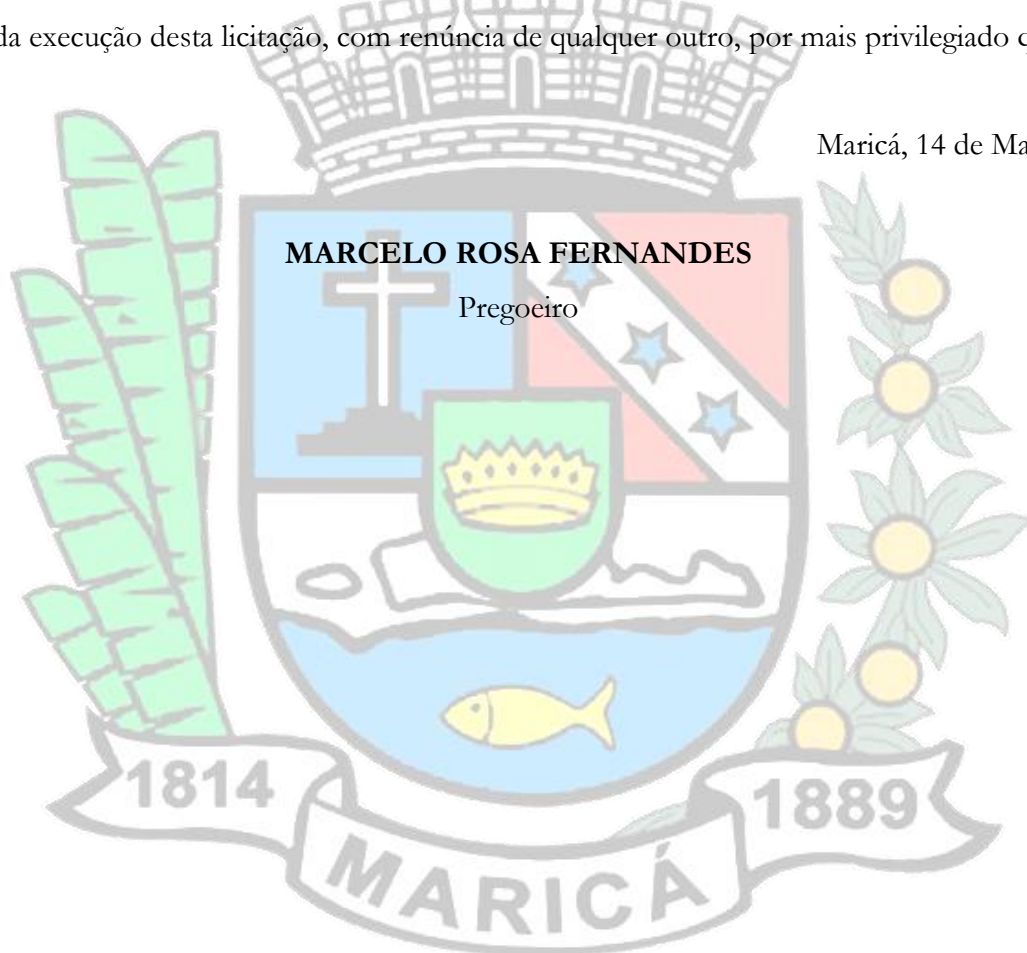 da execução desta licitação, com renúncia de qualquer outro, por mais privilegiado
Maricá, 14 de
MARCELO ROSA FERNANDES
Pregoeiro
1814
1889
MARICÁ